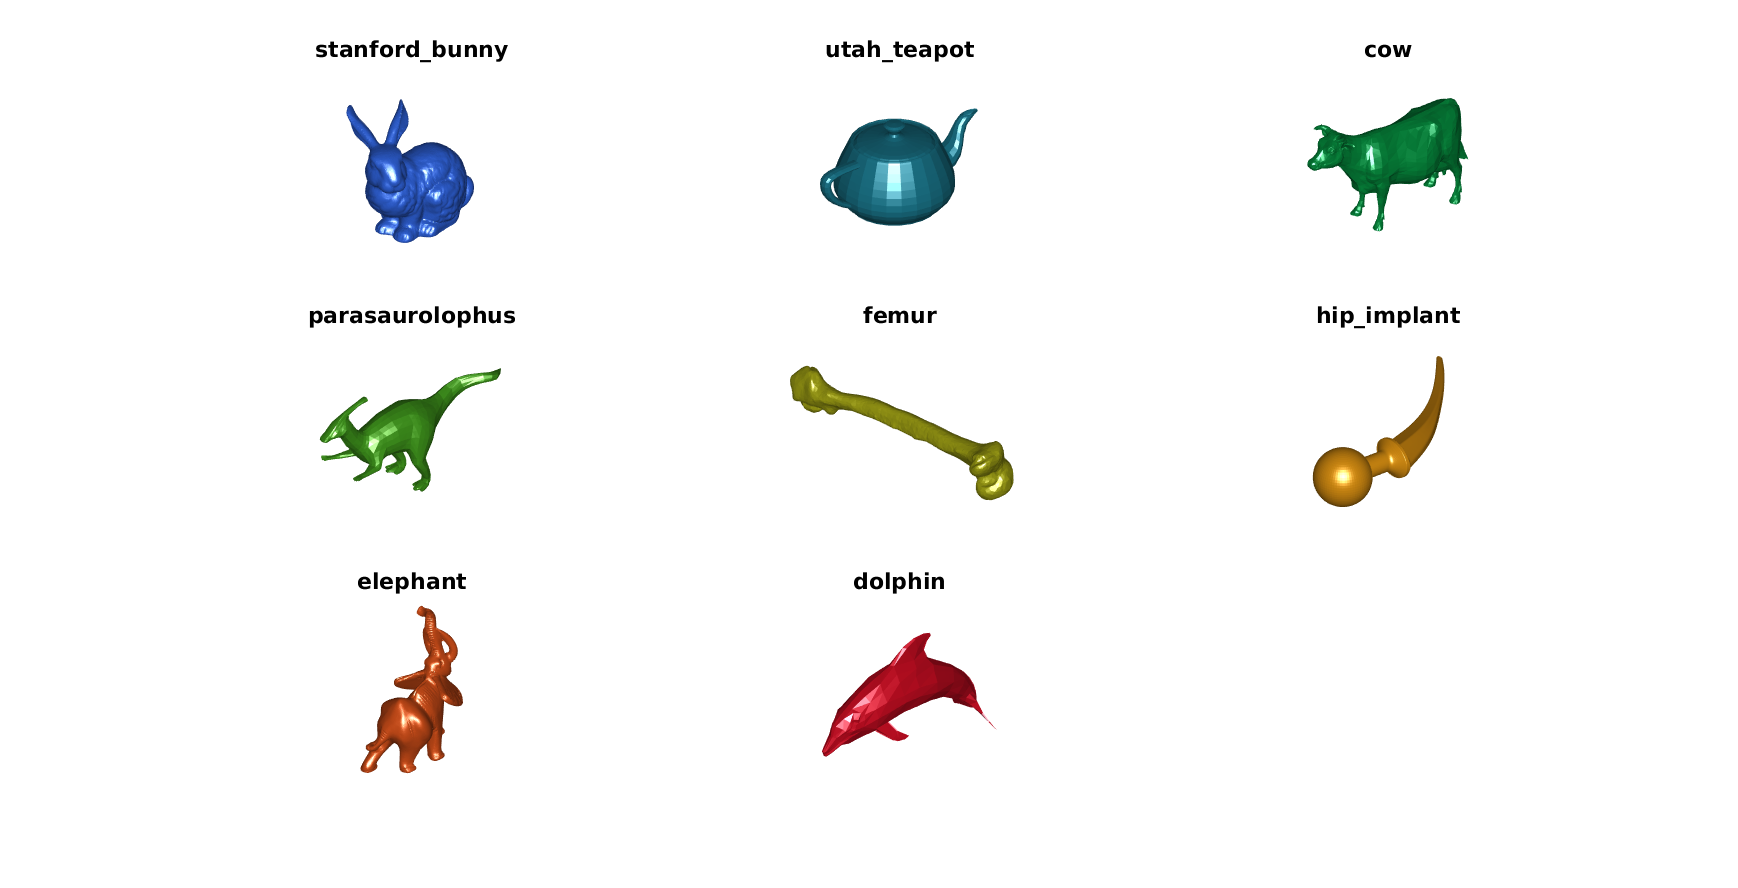 stanford_bunny
utah_teapot
cow
parasaurolophus
femur
hip_implant
elephant
dolphin